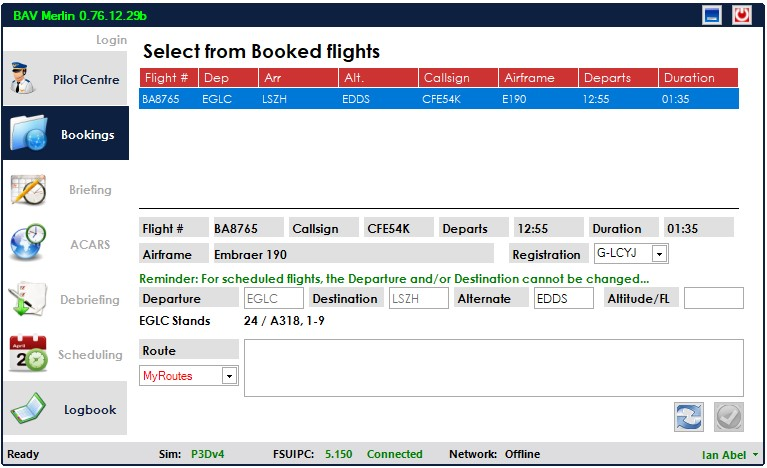 BAV Merlin 0.76.12.29b
Login
Pilot Centre
Bookings
Briefing
ACARS
Debriefing
April
2
Scheduling
Logbook
Select from Booked flights
Flight # Dep Arr Alt. Callsign Airframe Departs Duration
BA8765 EGLC LSZH EDDS CFE54K E190 12:55 01:35
Flight # BA8765 Callsign CFE54K Departs 12:55 Duration 01:35
Airframe Embraer 190 Registration G-LCYJ
Reminder: For scheduled flights, the Departure and/or Destination cannot be changed...
Departure EGLC Destination LSZH Alternate EDDS Altitude/FL
EGLC Stands 24 / A318, 1-9
Route
MyRoutes
Ready Sim: P3Dv4 FSUIPC: 5.150 Connected Network: Offline Ian Abel